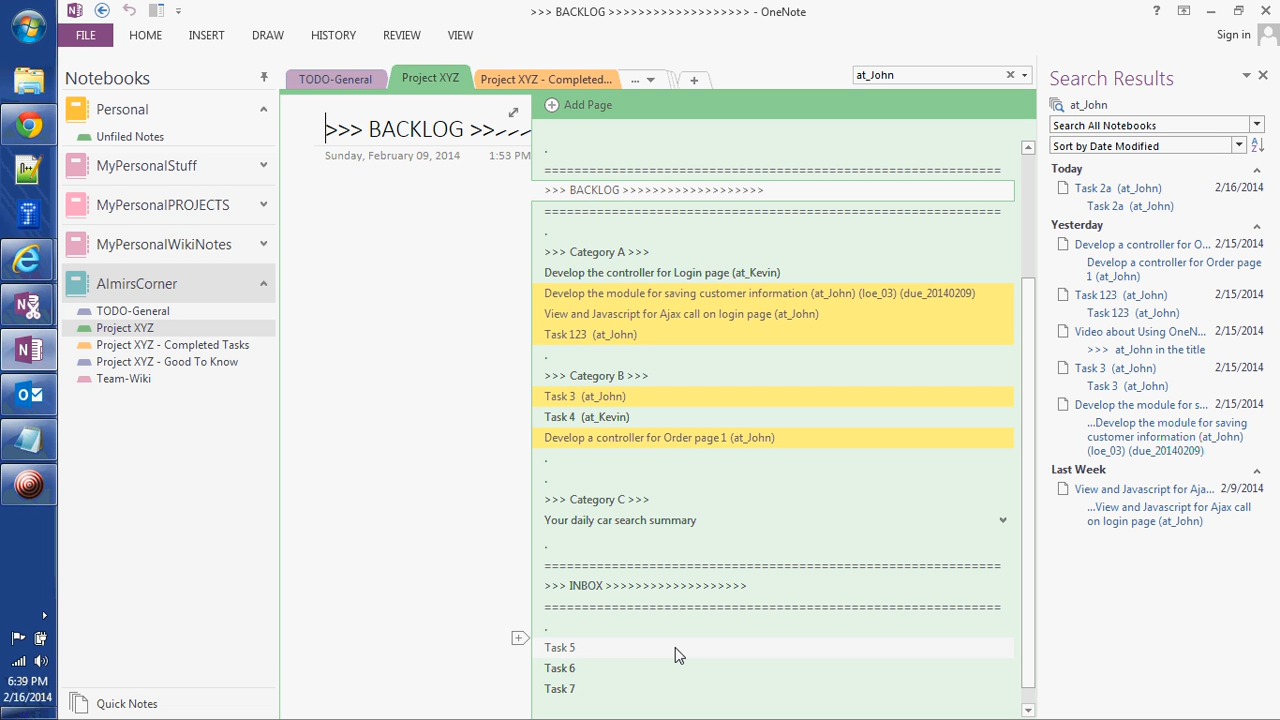 >>> BACKLOG >>>>>>>>>>>>>>>>>>> - OneNote
?
FILE
HOME
INSERT
DRAW
HISTORY
REVIEW
VIEW
Sign in
Notebooks
Personal
Unfiled Notes
MyPersonalStuff
MyPersonalPROJECTS
MyPersonalWikiNotes
AlmirsCorner
TODO-General
Project XYZ
Project XYZ - Completed Tasks
Project XYZ - Good To Know
Team-Wiki
Quick Notes
6:39 PM
2/16/2014
TODO-General
Project XYZ
Project XYZ - Completed...
...
at_John
>>> BACKLOG >>
Sunday, February 09, 2014 1:53 PM
Add Page
.
=============================================================
>>> BACKLOG >>>>>>>>>>>>>>>>>>>
=============================================================
.
>>> Category A >>>
Develop the controller for Login page (at_Kevin)
Develop the module for saving customer information (at_John) (loe_03) (due_20140209)
View and Javascript for Ajax call on login page (at_John)
Task 123 (at_John)
.
>>> Category B >>>
Task 3 (at_John)
Task 4 (at_Kevin)
Develop a controller for Order page 1 (at_John)
.
.
>>> Category C >>>
Your daily car search summary
.
=============================================================
>>> INBOX >>>>>>>>>>>>>>>>>>>
=============================================================
.
Task 5
Task 6
Task 7
Search Results
at_John
Search All Notebooks
Sort by Date Modified
Today
Task 2a (at_John) 2/16/2014
Task 2a (at_John)
Yesterday
Develop a controller for O... 2/15/2014
Develop a controller for Order page
1 (at_John)
Task 123 (at_John) 2/15/2014
Task 123 (at_John)
Video about Using OneN... 2/15/2014
>>> at_John in the title
Task 3 (at_John) 2/15/2014
Task 3 (at_John)
Develop the module for s... 2/15/2014
...Develop the module for saving
customer information (at_John)
(loe_03) (due_20140209)
Last Week
View and Javascript for Aja... 2/9/2014
...View and Javascript for Ajax call
on login page (at_John)